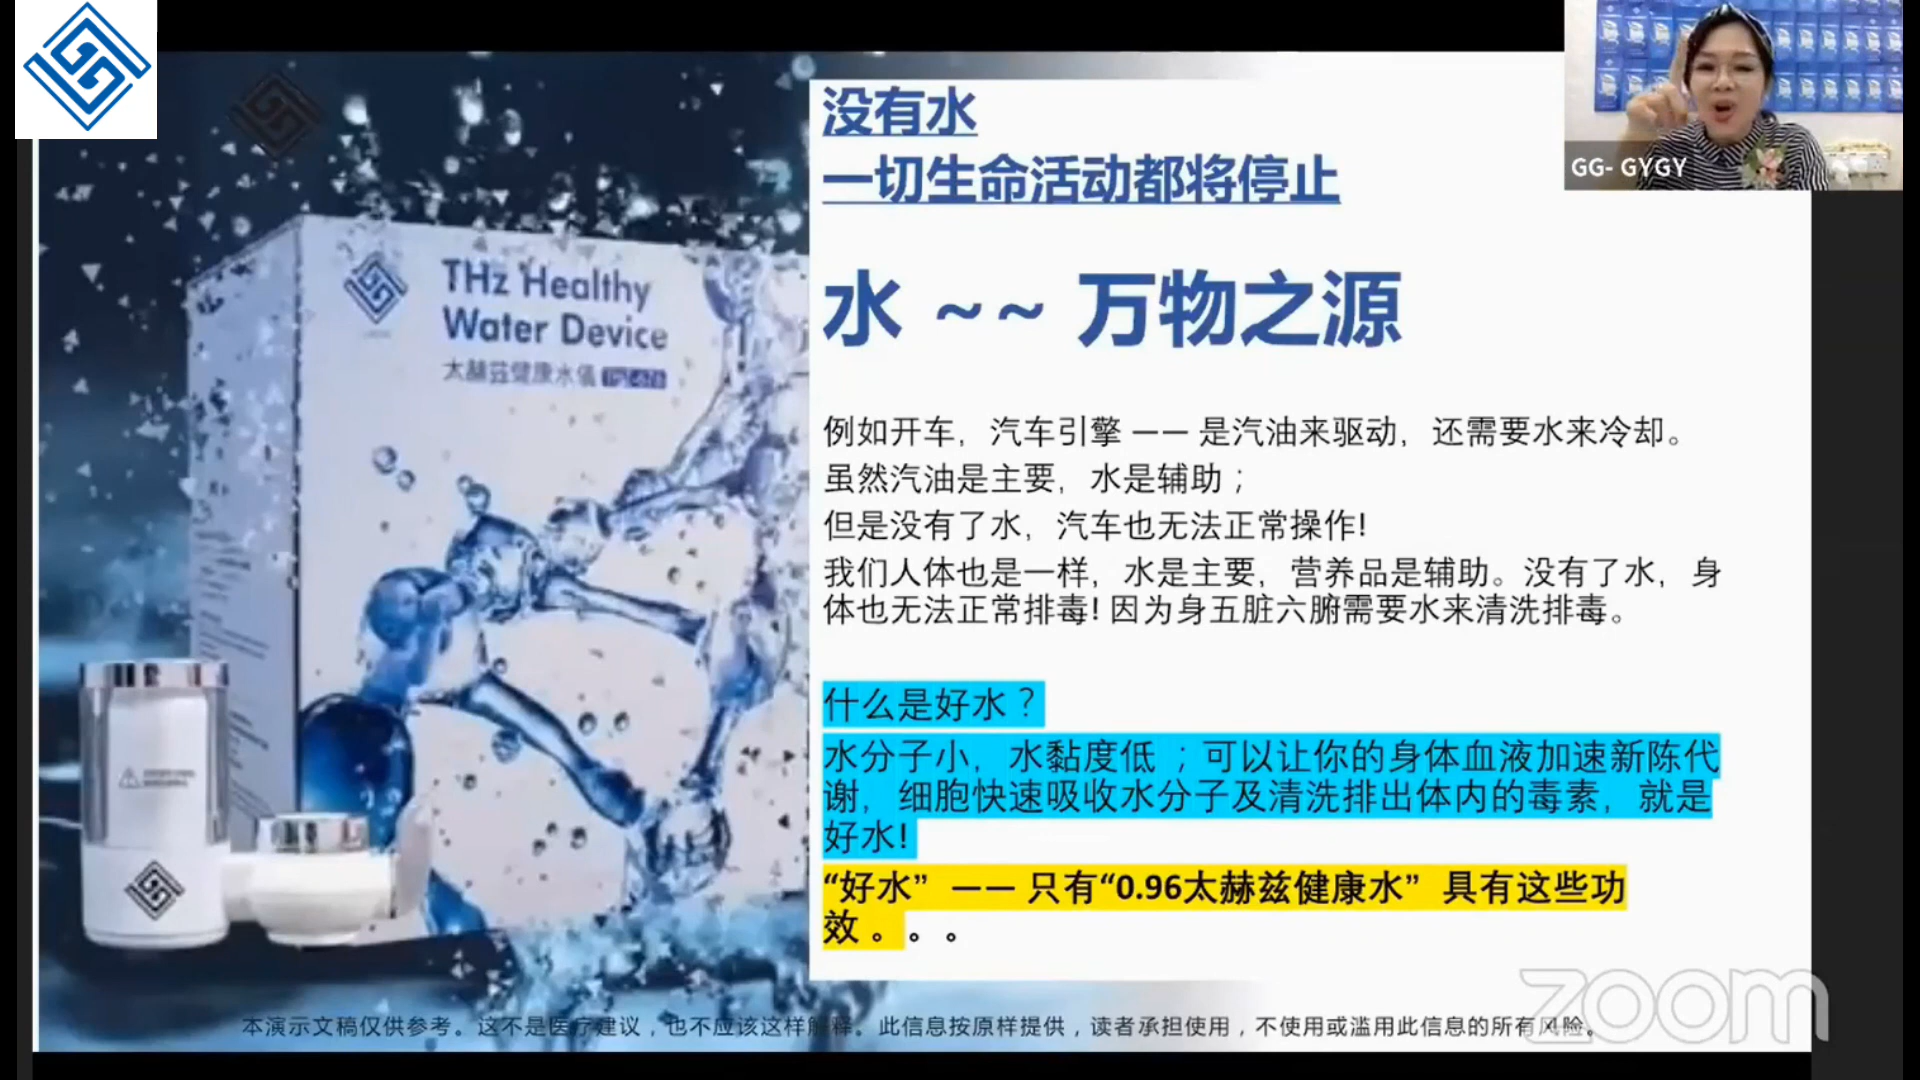 没有水
一切生命活动都将停止
GG- GYGY
水 ~~ 万物之源
THz Healthy
Water Device
太赫兹健康水儀
例如开车，汽车引擎 —— 是汽油来驱动，还需要水来冷却。
虽然汽油是主要，水是辅助；
但是没有了水，汽车也无法正常操作!
我们人体也是一样，水是主要，营养品是辅助。没有了水，身
体也无法正常排毒! 因为身五脏六腑需要水来清洗排毒。
什么是好水？
水分子小，水黏度低 ；可以让你的身体血液加速新陈代
谢，细胞快速吸收水分子及清洗排出体内的毒素，就是
好水!
“好水” —— 只有“0.96太赫兹健康水” 具有这些功
效 。。。
zoom
本演示文稿仅供参考。这不是医疗建议，也不应该这样解释。此信息按原样提供，读者承担使用，不使用或滥用此信息的所有风险。